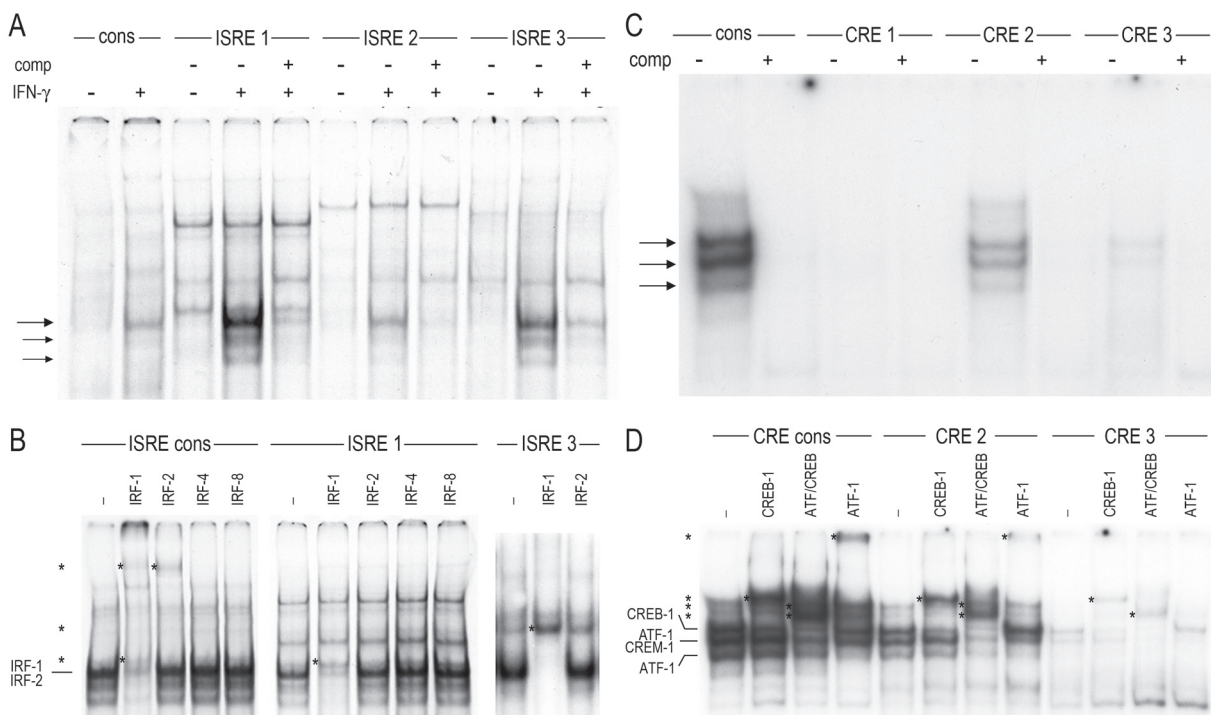 A
cons ISRE 1 ISRE 2 ISRE 3
comp - - + - - + - - +
IFN-γ - + - + + - + + - + +
C
cons CRE 1 CRE 2 CRE 3
comp - + - + - + - +
B
ISRE cons ISRE 1 ISRE 3
– IRF-1 IRF-2 IRF-4 IRF-8 – IRF-1 IRF-2 IRF-4 IRF-8 – IRF-1 IRF-2
* * *
* *
* *
IRF-1
IRF-2
D
CRE cons CRE 2 CRE 3
– CREB-1 ATF/CREB ATF-1 – CREB-1 ATF/CREB ATF-1 – CREB-1 ATF/CREB ATF-1
* * *
* * * *
* * *
* * * *
CREB-1
ATF-1
CREM-1
ATF-1